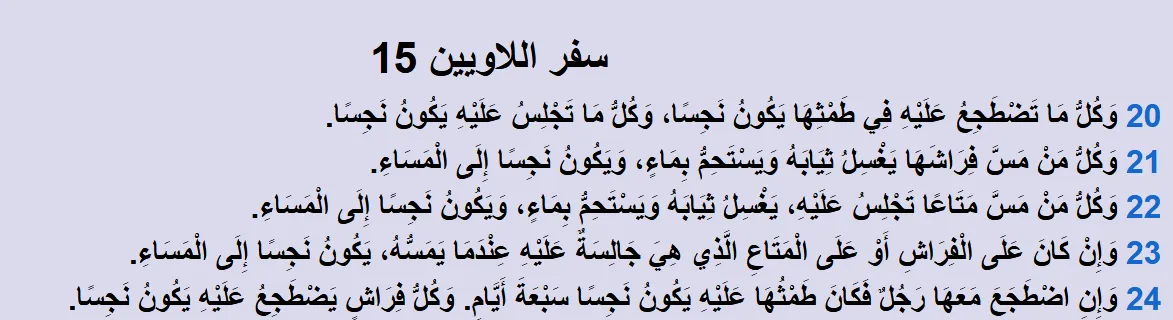 سفر اللاويين 15
20 وَكُلُّ مَا تَضْطَجِعُ عَلَيْهِ فِي طَمْثِهَا يَكُونُ نَجِسًا، وَكُلُّ مَا تَجْلِسُ عَلَيْهِ يَكُونُ نَجِسًا.
21 وَكُلُّ مَنْ مَسَّ فِرَاشَهَا يَغْسِلُ ثِيَابَهُ وَيَسْتَحِمُّ بِمَاءٍ، وَيَكُونُ نَجِسًا إِلَى الْمَسَاءِ.
22 وَكُلُّ مَنْ مَسَّ مَتَاعًا تَجْلِسُ عَلَيْهِ، يَغْسِلُ ثِيَابَهُ وَيَسْتَحِمُّ بِمَاءٍ، وَيَكُونُ نَجِسًا إِلَى الْمَسَاءِ.
23 وَإِنْ كَانَ عَلَى الْفِرَاشِ أَوْ عَلَى الْمَتَاعِ الَّذِي هِيَ جَالِسَةٌ عَلَيْهِ عِنْدَمَا يَمَسُّهُ، يَكُونُ نَجِسًا إِلَى الْمَسَاءِ.
24 وَإِنِ اضْطَجَعَ مَعَهَا رَجُلٌ فَكَانَ طَمْثُهَا عَلَيْهِ يَكُونُ نَجِسًا سَبْعَةَ أَيَّامٍ. وَكُلُّ فِرَاشٍ يَضْطَجِعُ عَلَيْهِ يَكُونُ نَجِسًا.